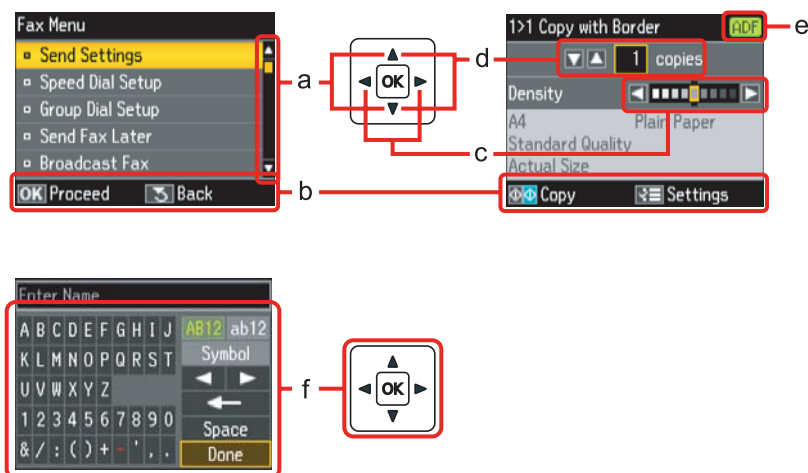 Fax Menu
Send Settings
Speed Dial Setup
Group Dial Setup
Send Fax Later
Broadcast Fax
OK Proceed Back
a
OK
b
c
d
1>1 Copy with Border ADF
e
1 copies
Density
A4 Plain Paper
Standard Quality
Actual Size
Copy Settings
Enter Name
A B C D E F G H I J AB12 ab12
K L M N O P Q R S T Symbol
U V W X Y Z
1 2 3 4 5 6 7 8 9 0 Space
& / : ( ) + - ' , . Done
f
OK